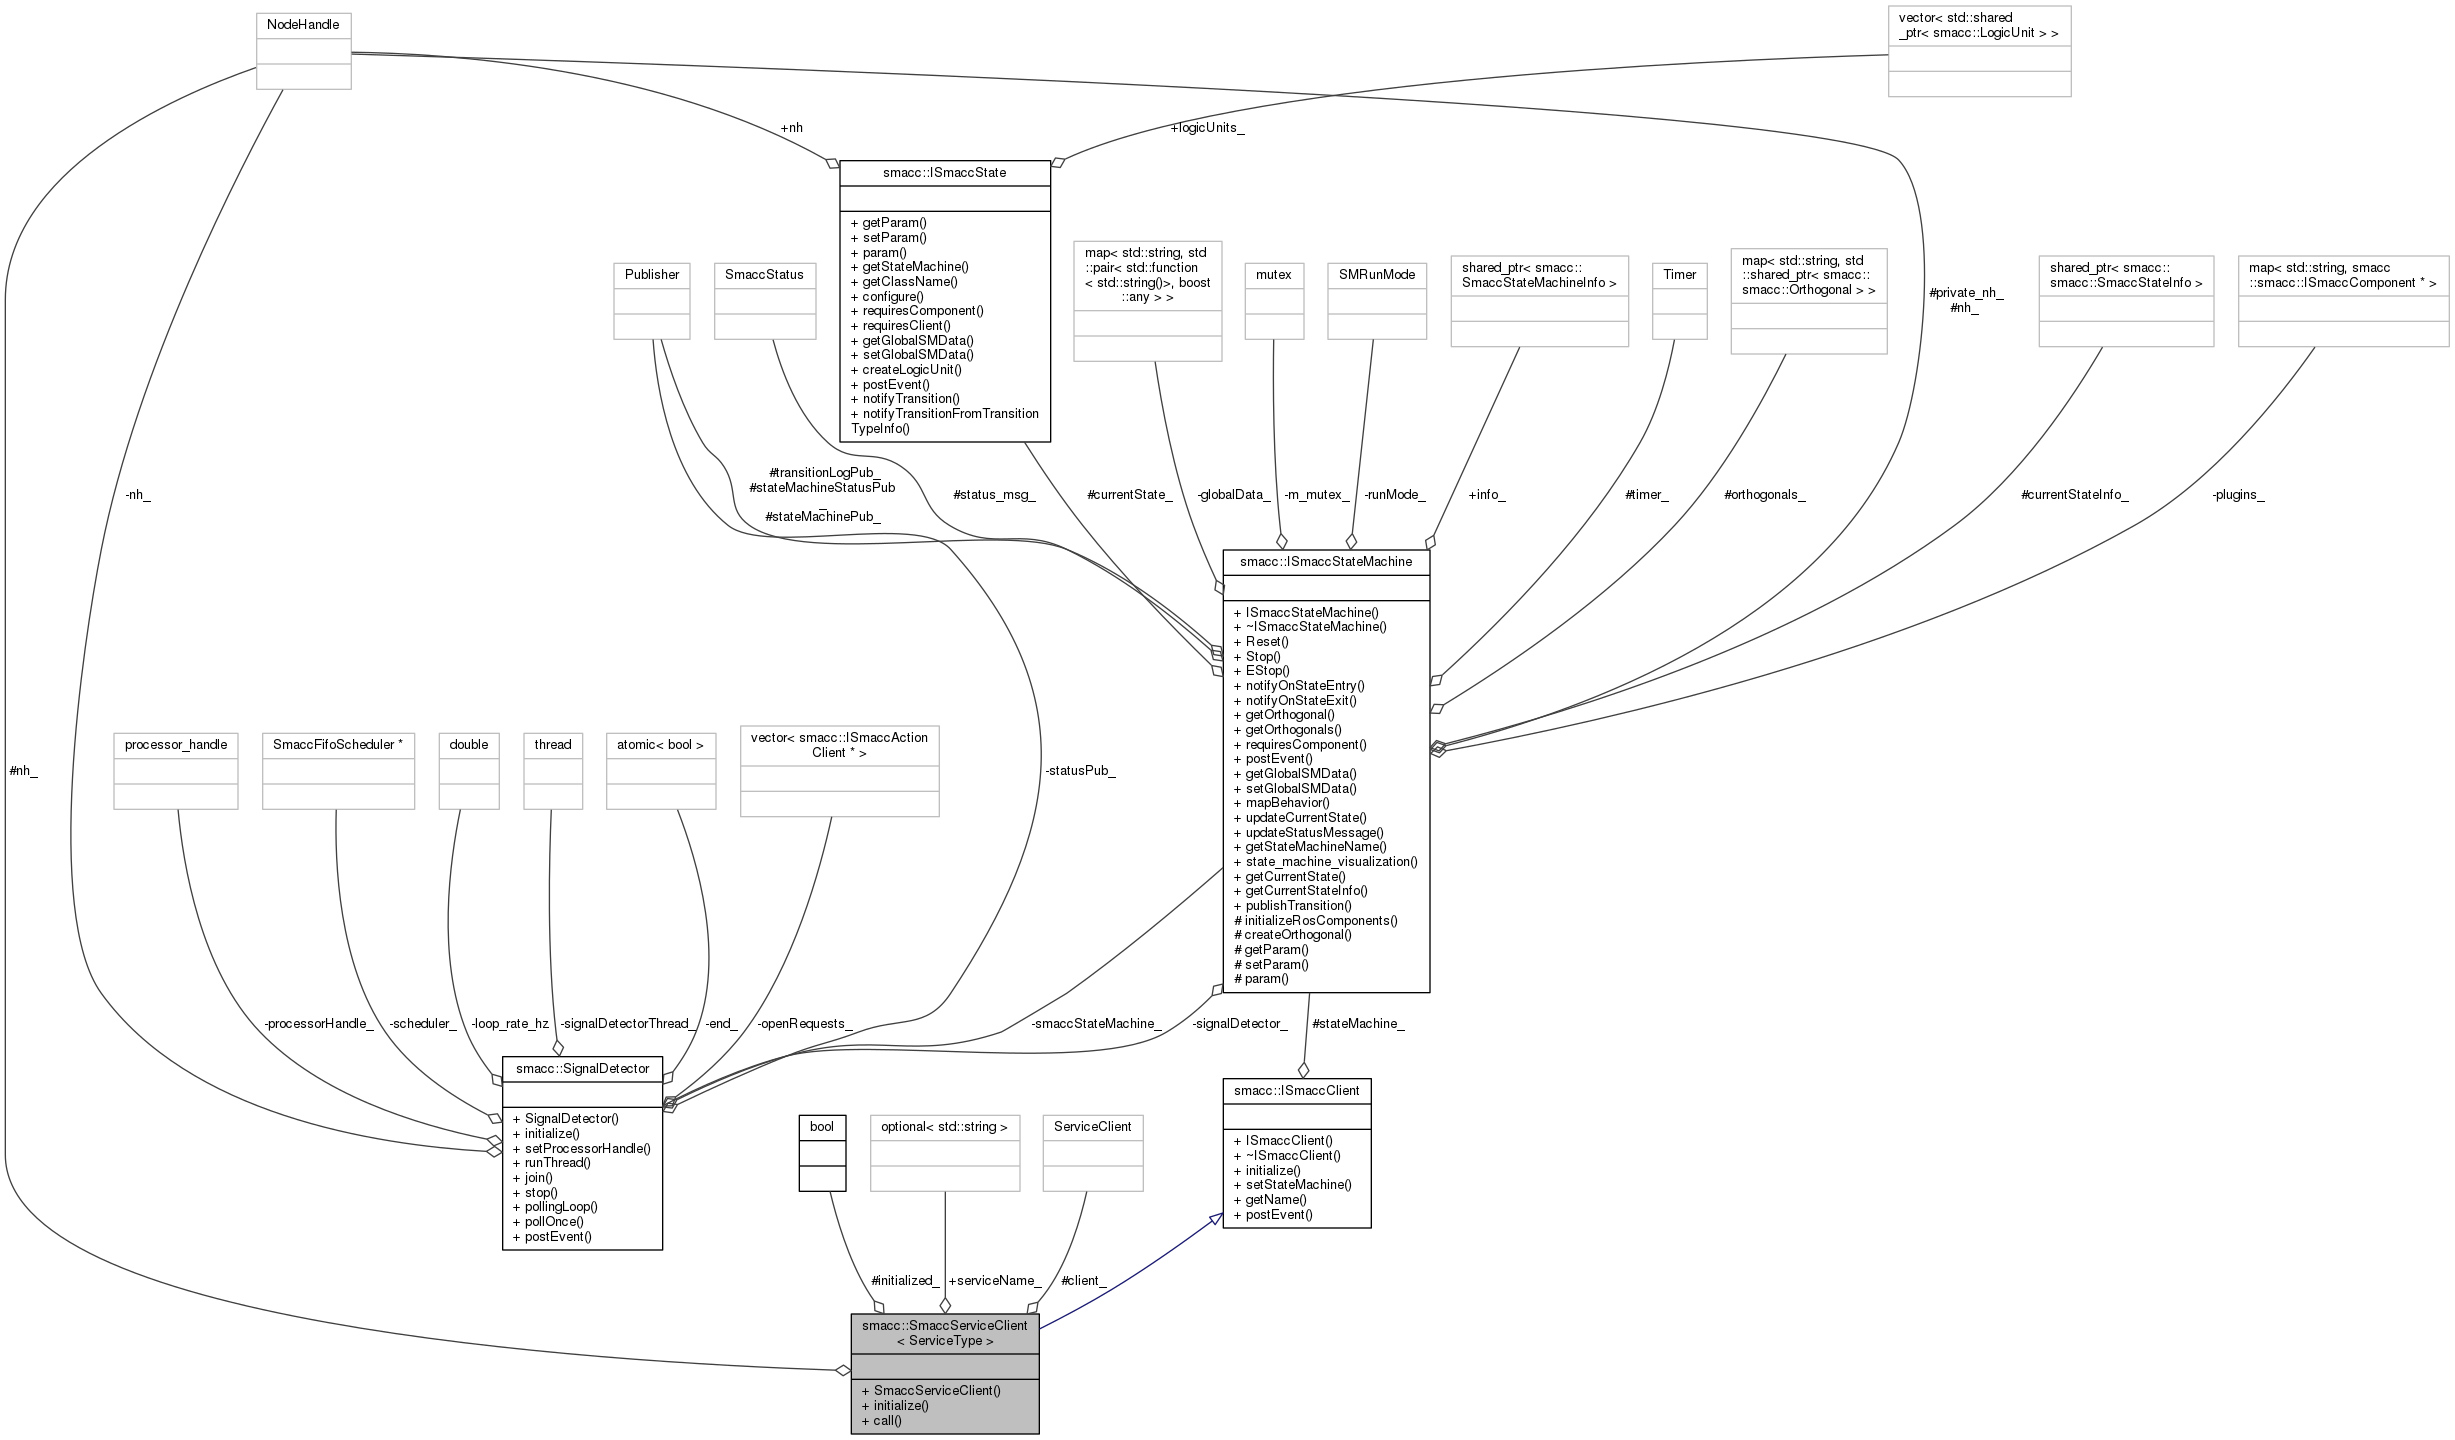 NodeHandle
vector< std::shared
_ptr< smacc::LogicUnit > >
+nh
+logicUnits_
smacc::ISmaccState
+ getParam()
+ setParam()
+ param()
+ getStateMachine()
+ getClassName()
+ configure()
+ requiresComponent()
+ requiresClient()
+ getGlobalSMData()
+ setGlobalSMData()
+ createLogicUnit()
+ postEvent()
+ notifyTransition()
+ notifyTransitionFromTransition
TypeInfo()
Publisher
SmaccStatus
map< std::string, std
::pair< std::function
< std::string()>, boost
::any > >
mutex
SMRunMode
shared_ptr< smacc::
SmaccStateMachineInfo >
Timer
map< std::string, std
::shared_ptr< smacc::
smacc::Orthogonal > >
#private_nh_
#nh_
shared_ptr< smacc::
smacc::SmaccStateInfo >
map< std::string, smacc
::smacc::ISmaccComponent * >
-nh_
#transitionLogPub_
#stateMachineStatusPub
_
#stateMachinePub_
#status_msg_
#currentState_
-globalData_
-m_mutex_
-runMode_
+info_
#timer_
#orthogonals_
#currentStateInfo_
-plugins_
smacc::ISmaccStateMachine
+ ISmaccStateMachine()
+ ~ISmaccStateMachine()
+ Reset()
+ Stop()
+ EStop()
+ notifyOnStateEntry()
+ notifyOnStateExit()
+ getOrthogonal()
+ getOrthogonals()
+ requiresComponent()
+ postEvent()
+ getGlobalSMData()
+ setGlobalSMData()
+ mapBehavior()
+ updateCurrentState()
+ updateStatusMessage()
+ getStateMachineName()
+ state_machine_visualization()
+ getCurrentState()
+ getCurrentStateInfo()
+ publishTransition()
# initializeRosComponents()
# createOrthogonal()
# getParam()
# setParam()
# param()
#nh_
processor_handle
SmaccFifoScheduler *
double
thread
atomic< bool >
vector< smacc::ISmaccAction
Client * >
-statusPub_
-processorHandle_
-scheduler_
-loop_rate_hz
-signalDetectorThread_
-end_
-openRequests_
-smaccStateMachine_
-signalDetector_
#stateMachine_
smacc::SignalDetector
+ SignalDetector()
+ initialize()
+ setProcessorHandle()
+ runThread()
+ join()
+ stop()
+ pollingLoop()
+ pollOnce()
+ postEvent()
smacc::ISmaccClient
+ ISmaccClient()
+ ~ISmaccClient()
+ initialize()
+ setStateMachine()
+ getName()
+ postEvent()
bool
optional< std::string >
ServiceClient
#initialized_
+serviceName_
#client_
smacc::SmaccServiceClient
< ServiceType >
+ SmaccServiceClient()
+ initialize()
+ call()